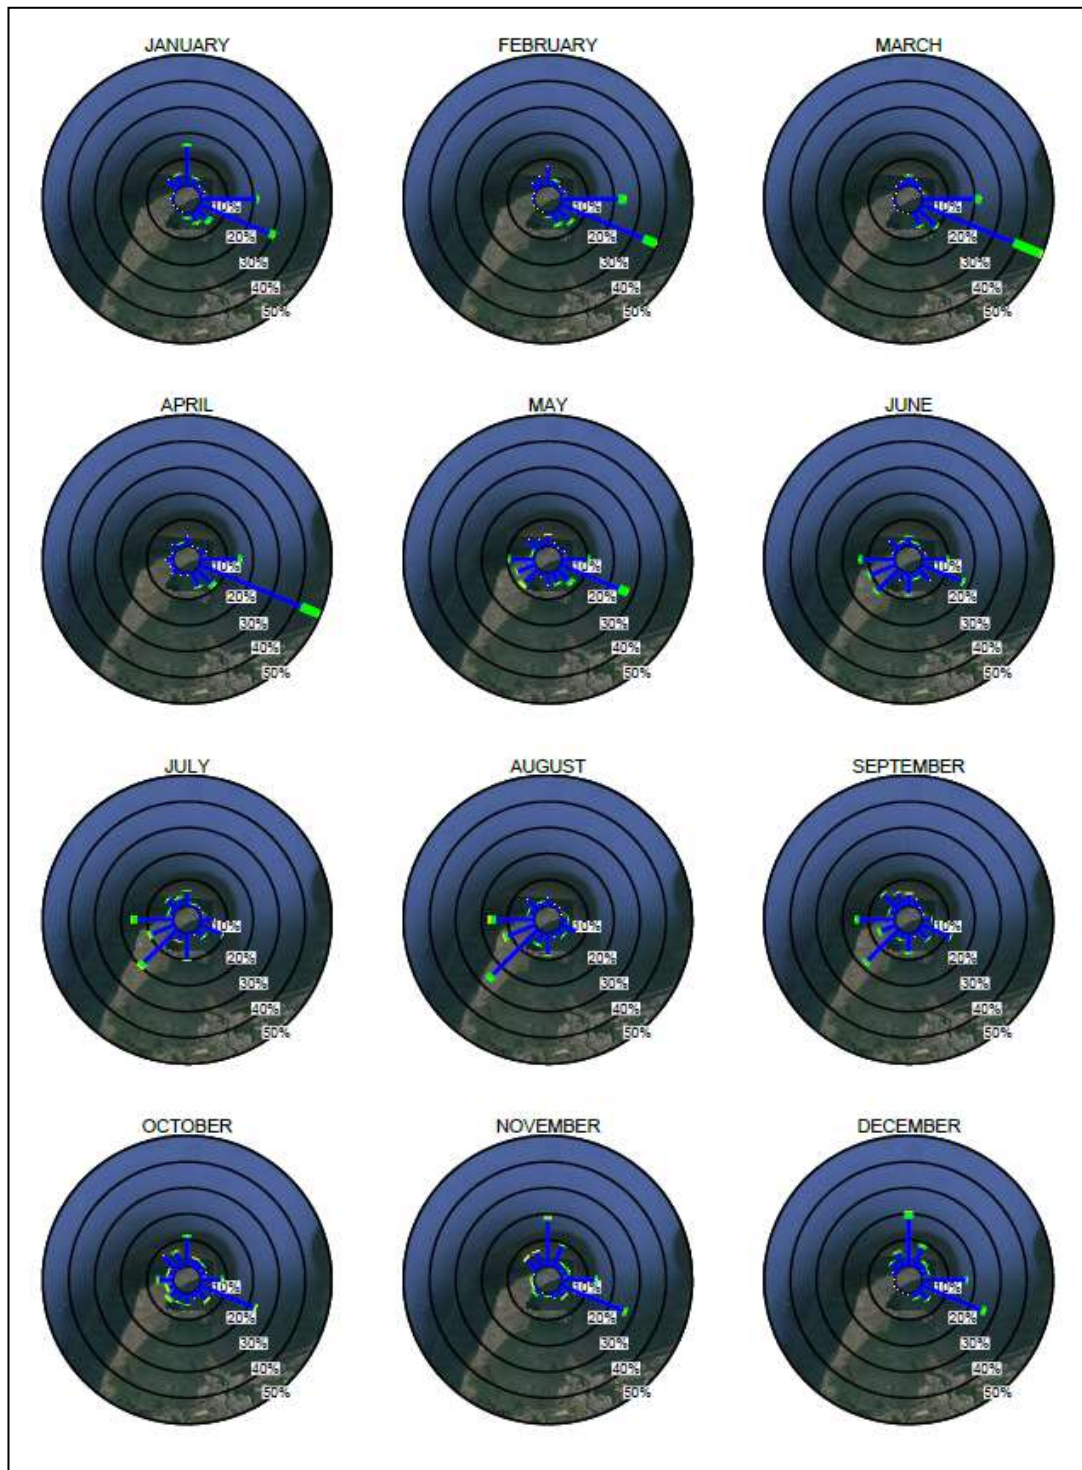 JANUARY FEBRUARY MARCH
10% 10% 10%
20% 20% 20%
30% 30% 30%
40% 40% 40%
50% 50% 50%
APRIL MAY JUNE
10% 10% 10%
20% 20% 20%
30% 30% 30%
40% 40% 40%
50% 50% 50%
JULY AUGUST SEPTEMBER
10% 10% 10%
20% 20% 20%
30% 30% 30%
40% 40% 40%
50% 50% 50%
OCTOBER NOVEMBER DECEMBER
10% 10% 10%
20% 20% 20%
30% 30% 30%
40% 40% 40%
50% 50% 50%